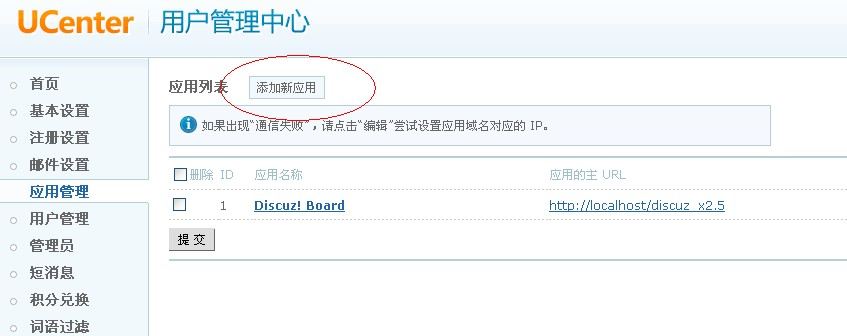 UCenter 用户管理中心
首页
基本设置
注册设置
邮件设置
应用管理
用户管理
管理员
短消息
积分兑换
词语过滤
应用列表 添加新应用
如果出现“通信失败”，请点击“编辑”尝试设置应用域名对应的 IP。
删除 ID 应用名称 应用的主 URL
1 Discuz! Board http://localhost/discuz_x2.5
提 交